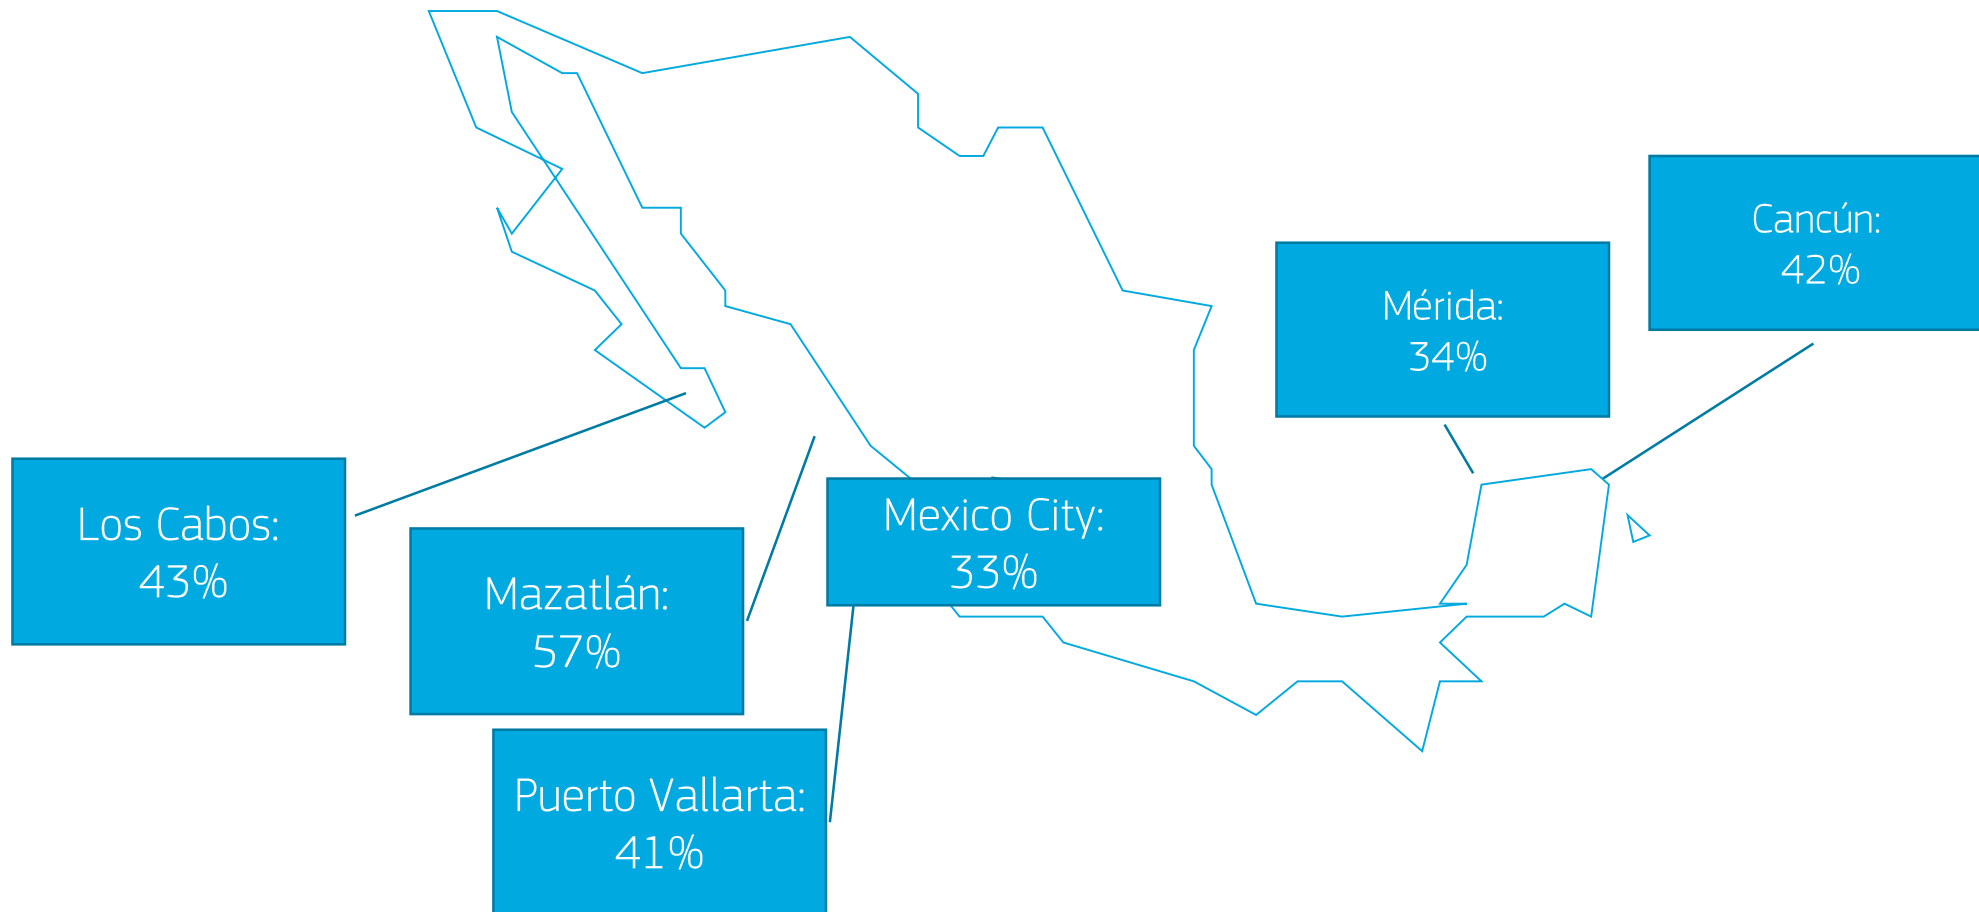 Cancún:
42%
Mérida:
34%
Los Cabos:
43%
Mexico City:
33%
Mazatlán:
57%
Puerto Vallarta:
41%